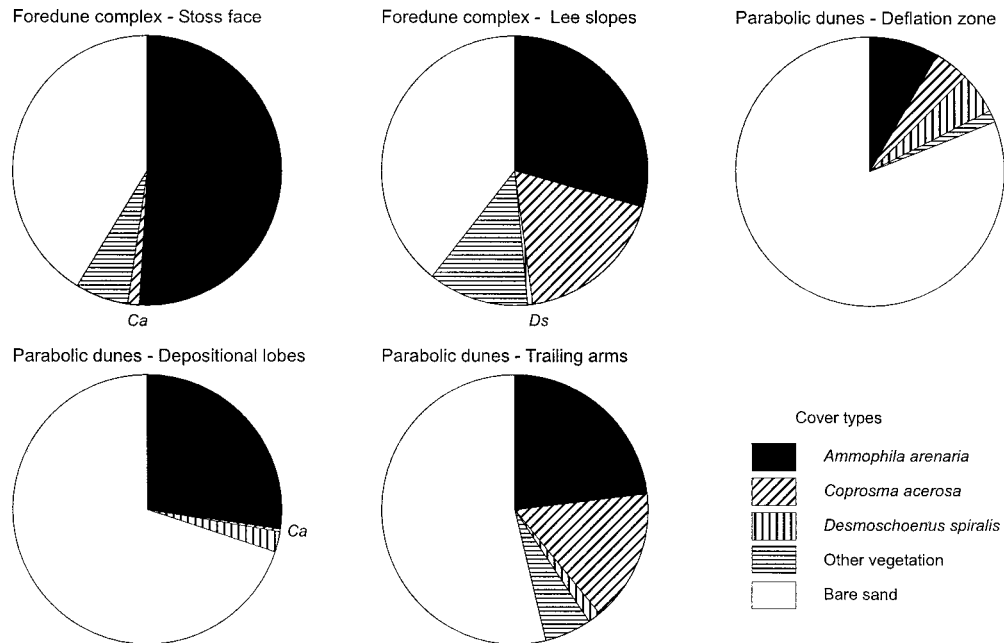 Foredune complex - Stoss face
Foredune complex - Lee slopes
Parabolic dunes - Deflation zone
Ca
Ds
Parabolic dunes - Depositional lobes
Parabolic dunes - Trailing arms
Ca
Cover types
Ammophila arenaria
Coprosma acerosa
Desmoschoenus spiralis
Other vegetation
Bare sand